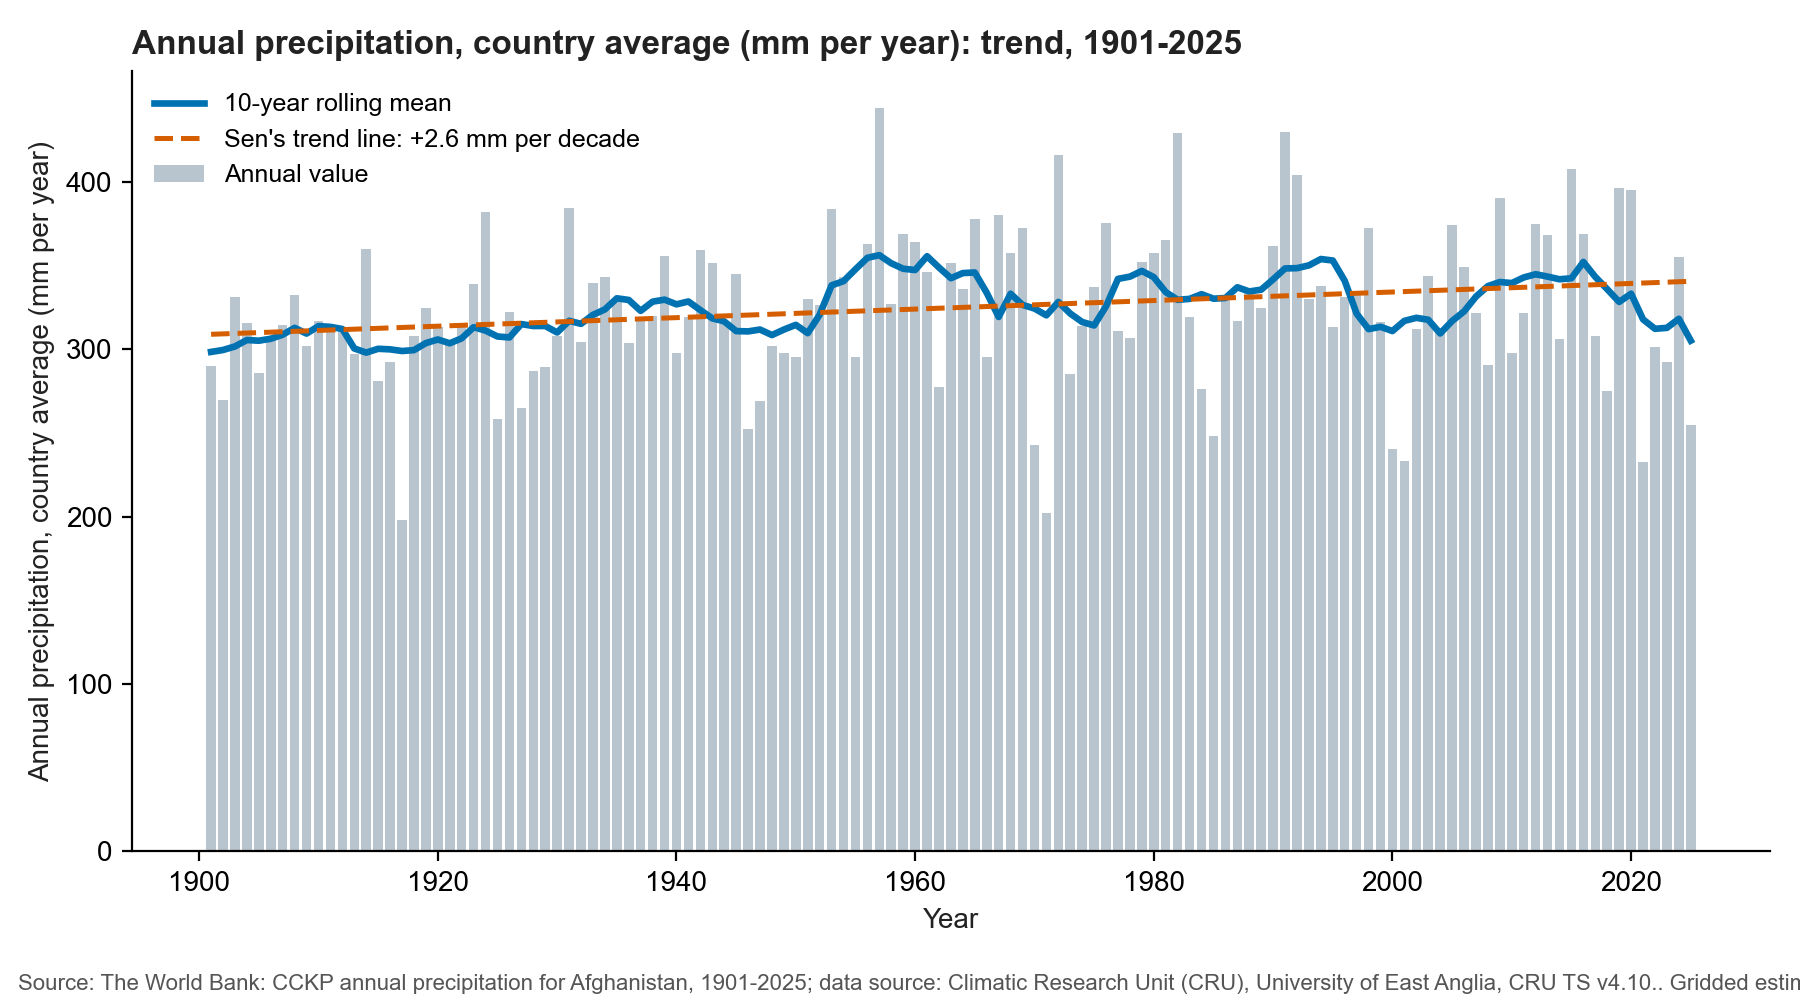 Annual precipitation, country average (mm per year): trend, 1901-2025
10-year rolling mean
Sen's trend line: +2.6 mm per decade
Annual value
Annual precipitation, country average (mm per year)
400
300
200
100
0
1900 1920 1940 1960 1980 2000 2020
Year
Source: The World Bank: CCKP annual precipitation for Afghanistan, 1901-2025; data source: Climatic Research Unit (CRU), University of East Anglia, CRU TS v4.10.. Gridded